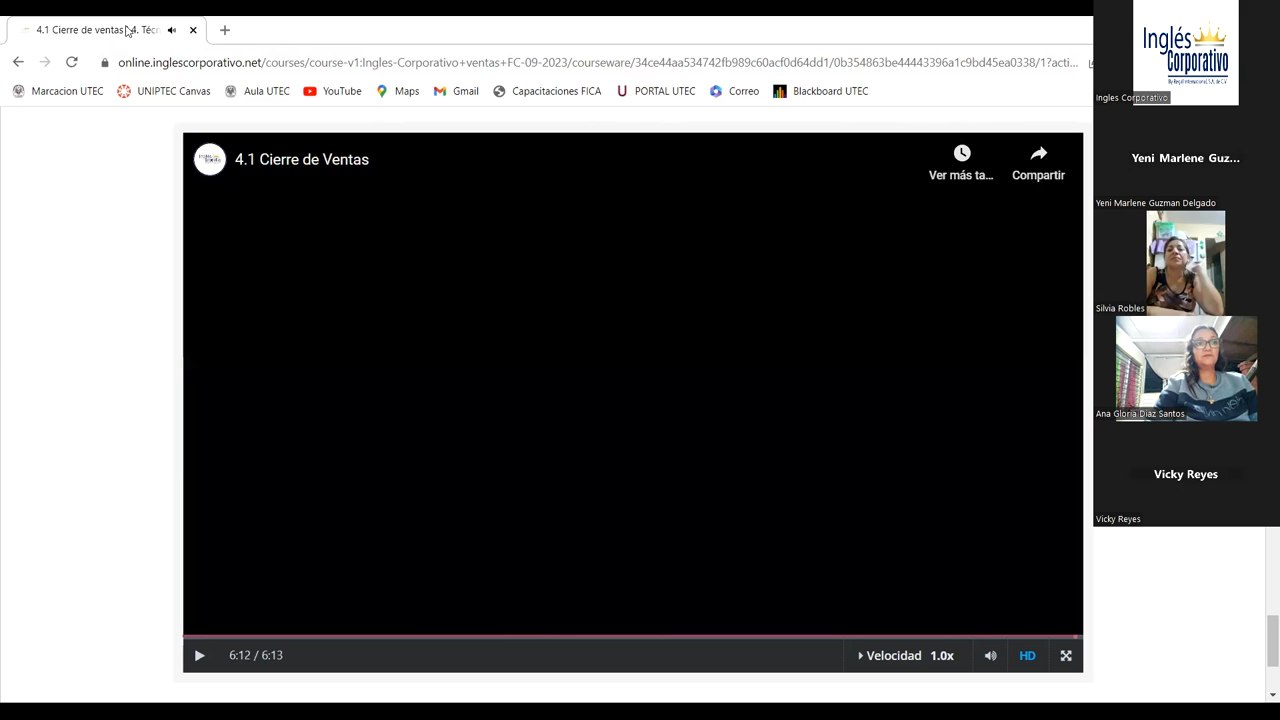 4.1 Cierre de ventas | 4. Técn
online.inglescorporativo.net/courses/course-v1:Ingles-Corporativo+ventas+FC-09-2023/courseware/34ce44aa534742fb989c60aef0d64dd1/0b354863be44443396a1c9bd45ea0338/1?acti...
Marcacion UTEC
UNIPTEC Canvas
Aula UTEC
YouTube
Maps
Gmail
Capacitaciones FICA
PORTAL UTEC
Correo
Blackboard UTEC
4.1 Cierre de Ventas
Ver más ta...
Compartir
6:12 / 6:13
Velocidad 1.0x
HD
Inglés
Corporativo
Ingles Corporativo
Yeni Marlene Guz...
Yeni Marlene Guzman Delgado
Silvia Robles
Ana Gloria Diaz Santos
Vicky Reyes
Vicky Reyes